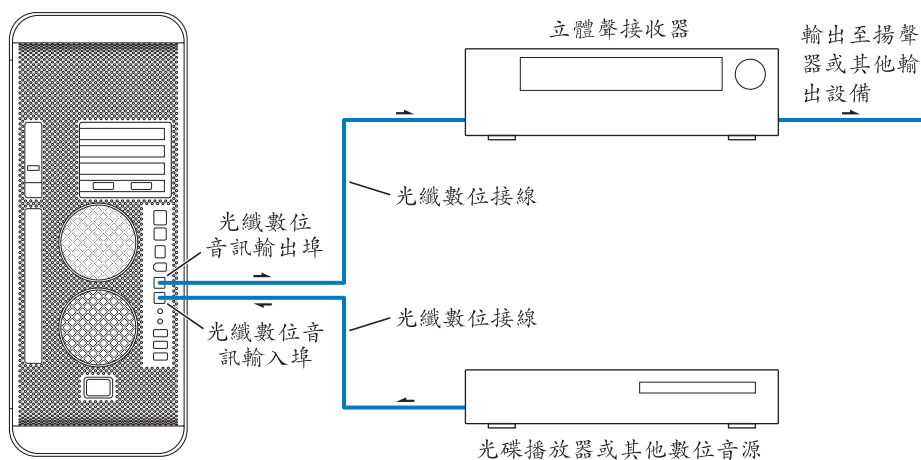 立體聲接收器
輸出至揚聲
器或其他輸
出設備
光纖數位接線
光纖數位
音訊輸出埠
光纖數位接線
光纖數位音
訊輸入埠
光碟播放器或其他數位音源